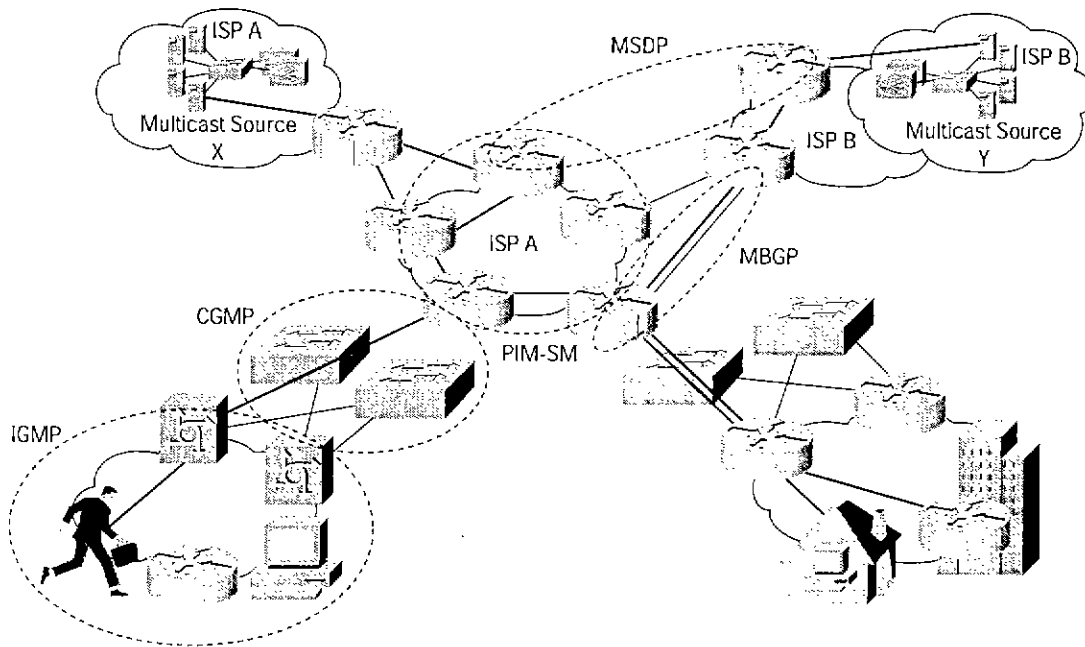 ISP A
MSDP
ISP B
Multicast Source
X
Multicast Source
Y
ISP B
ISP A
MBGP
CGMP
PIM-SM
IGMP